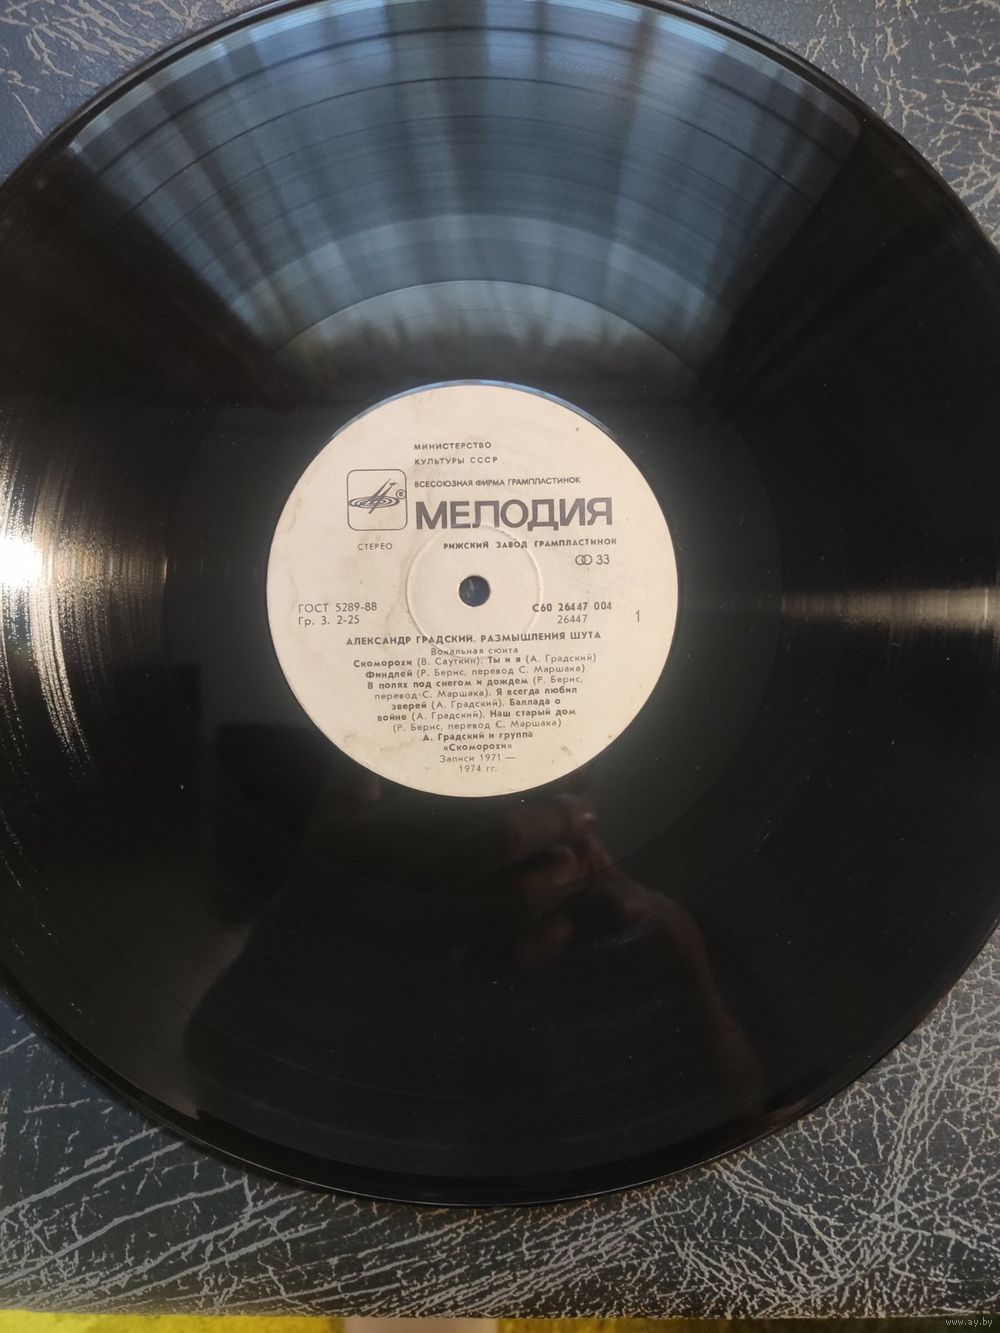 МИНИСТЕРСТВО
КУЛЬТУРЫ СССР
ВСЕСОЮЗНАЯ ФИРМА ГРАМПЛАСТИНОК
МЕЛОДИЯ
®
СТЕРЕО
РИЖСКИЙ ЗАВОД ГРАМПЛАСТИНОК
33
ГОСТ 5289-88
С60 26447 004
Гр. 3. 2-25
26447
1
АЛЕКСАНДР ГРАДСКИЙ. РАЗМЫШЛЕНИЯ ШУТА
Вокальная сюита
Скоморохи (В. Сауткин). Ты и я (А. Градский)
Финдлей (Р. Бернс, перевод С. Маршака)
В полях под снегом и дождем (Р. Бернс,
перевод С. Маршака). Я всегда любил
зверей (А. Градский). Баллада о
войне (А. Градский). Наш старый дом
(Р. Бернс, перевод С. Маршака)
А. Градский и группа
«Скоморохи»
Записи 1971 —
1974 гг.
www.ay.by